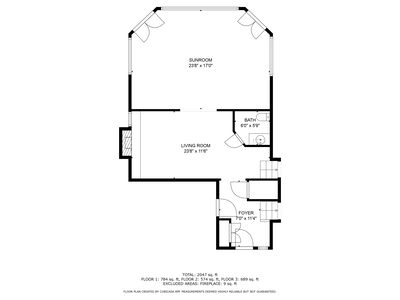 SUNROOM
23'8" x 17'0"
BATH
6'0" x 5'9"
LIVING ROOM
23'8" x 11'6"
FOYER
7'0" x 11'4"
TOTAL: 2047 sq. ft
FLOOR 1: 784 sq. ft, FLOOR 2: 574 sq. ft, FLOOR 3: 689 sq. ft
EXCLUDED AREAS: FIREPLACE: 9 sq. ft
FLOOR PLAN CREATED BY CUBICASA APP. MEASUREMENTS DEEMED HIGHLY RELIABLE BUT NOT GUARANTEED.